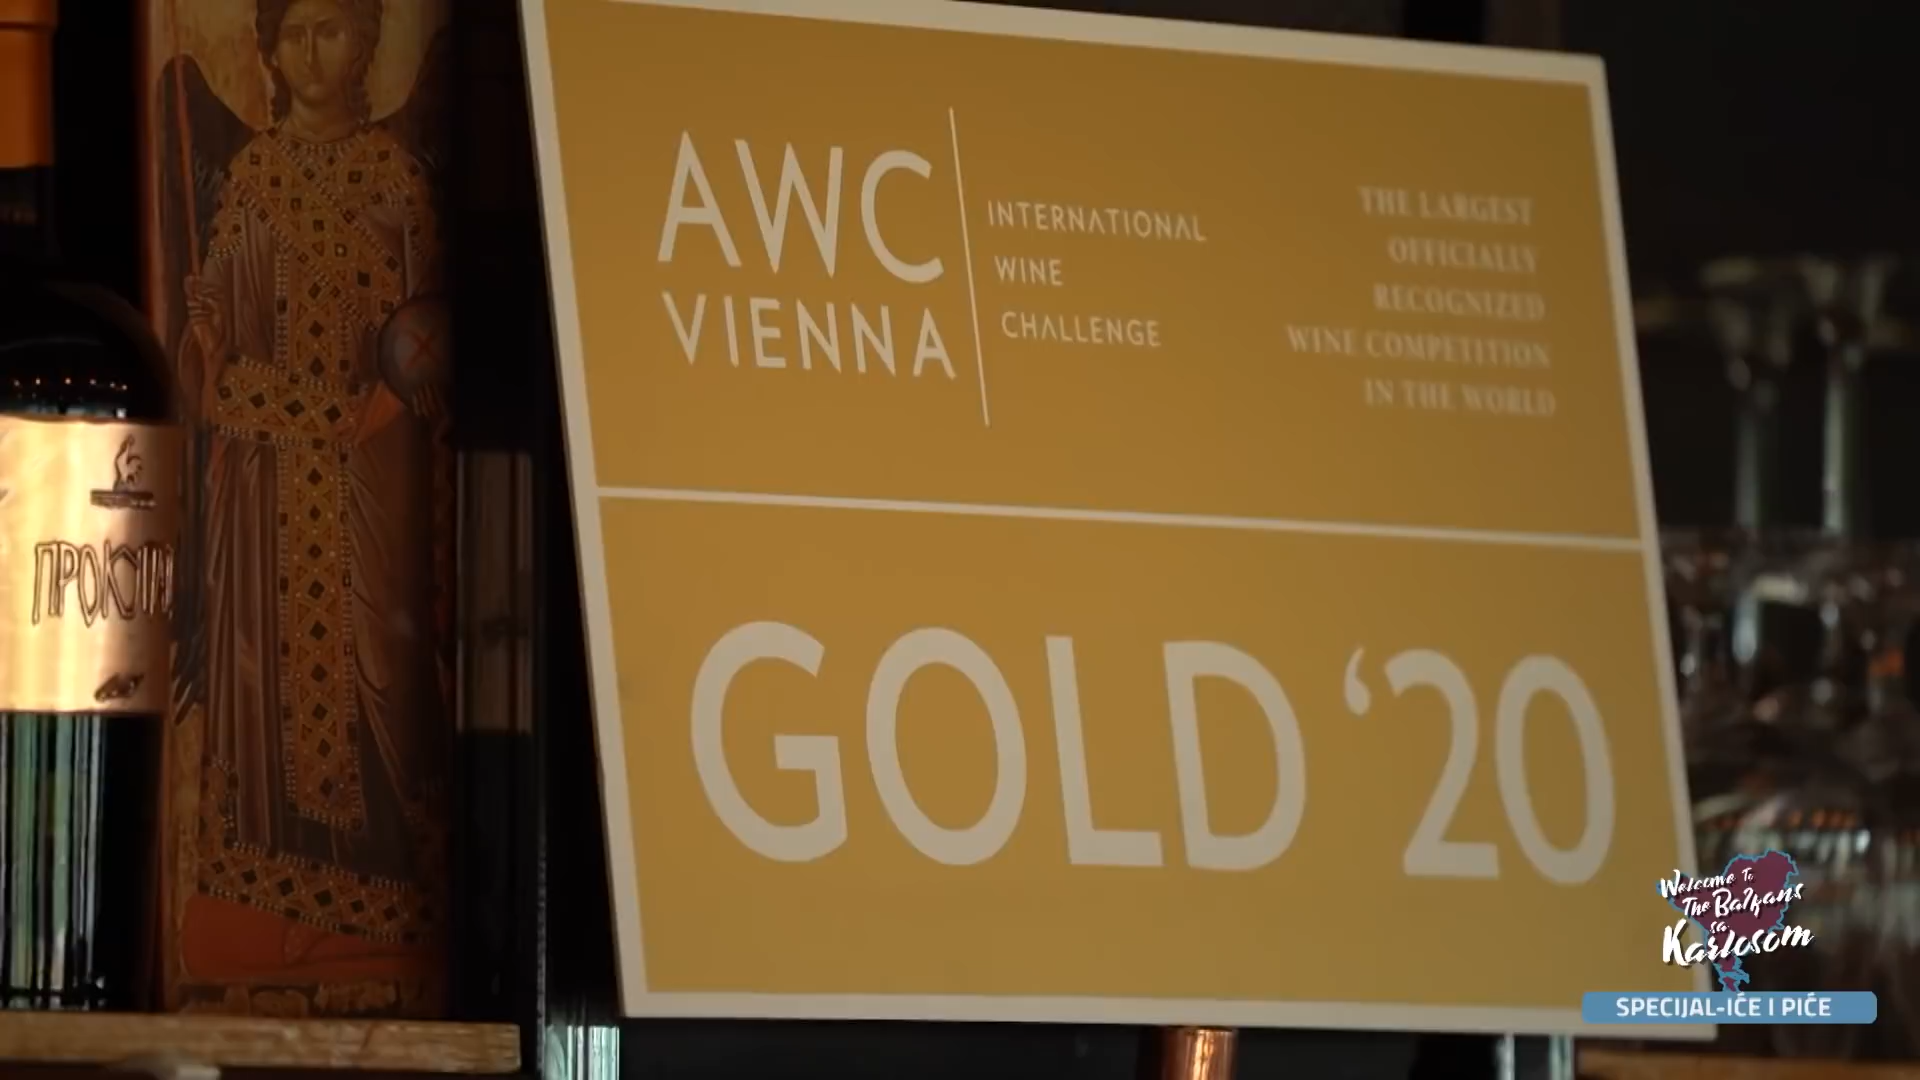 AWC
VIENNA
INTERNATIONAL
WINE
CHALLENGE
THE LARGEST
OFFICIALLY
RECOGNIZED
WINE COMPETITION
IN THE WORLD
GOLD ‘20
Welcome To
The Balkans
sa
Karlosom
SPECIJAL-IĆE I PIĆE